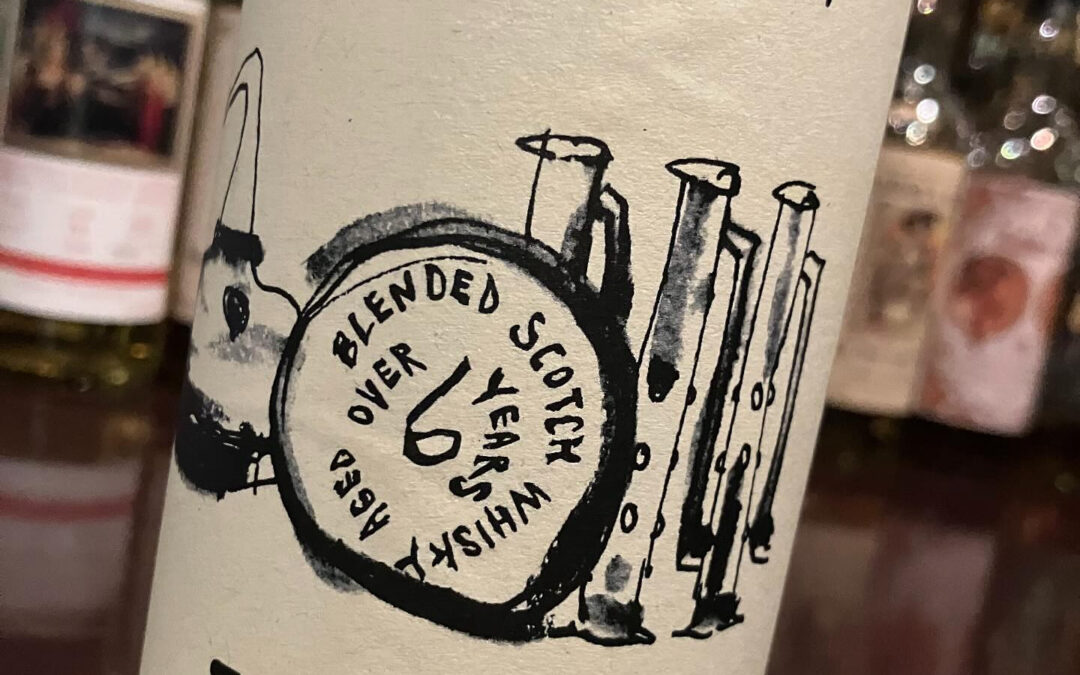 BLENDED SCOTCH WHISKY
AGED OVER
6
YEARS